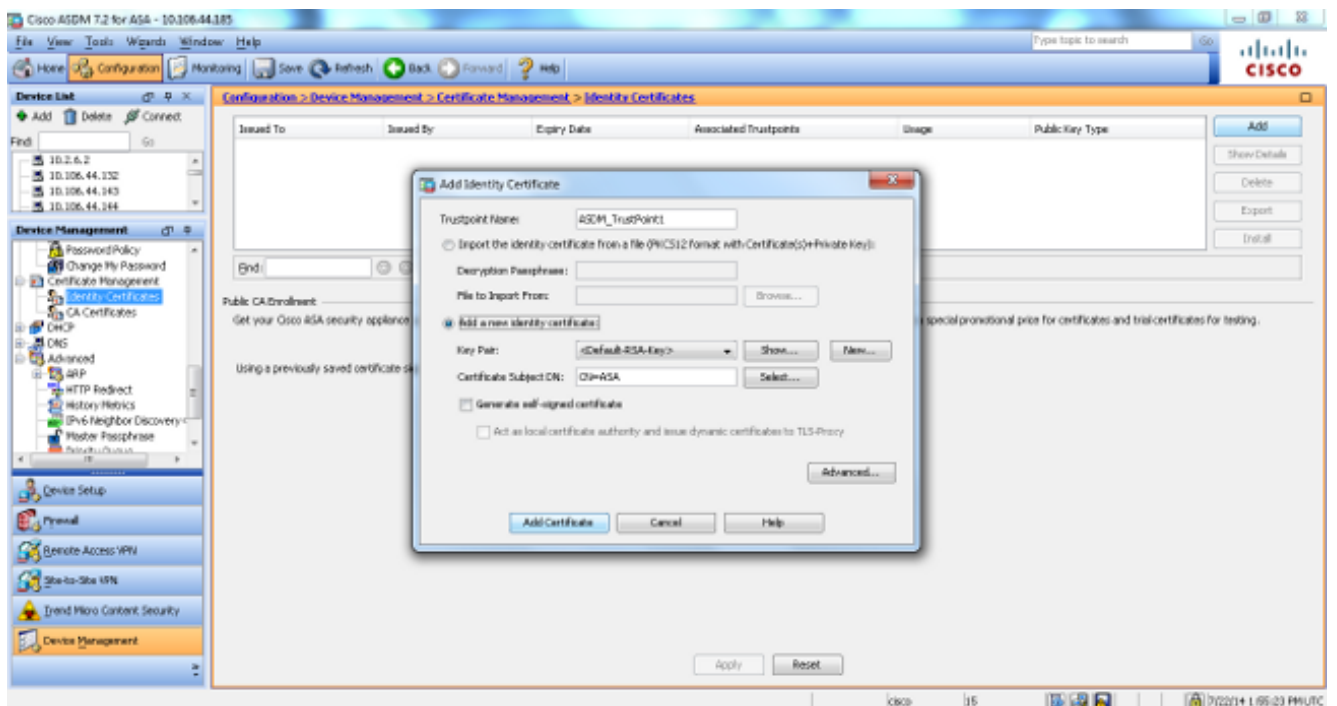 Cisco ASDM 7.2 for ASA - 10.106.44.185
File View Tools Wizards Window Help
Type topic to search Go
Home Configuration Monitoring Save Refresh Back Forward Help
CISCO
Device List
Add Delete Connect
Find: Go
10.2.6.2
10.106.44.132
10.106.44.143
10.106.44.144
Device Management
Password Policy
Change My Password
Certificate Management
Identity Certificates
CA Certificates
DHCP
DNS
Advanced
ARP
HTTP Redirect
History Metrics
IPv6 Neighbor Discovery
Master Passphrase
Priority Queue
Device Setup
Firewall
Remote Access VPN
Site-to-Site VPN
Trend Micro Content Security
Device Management
Configuration > Device Management > Certificate Management > Identity Certificates
Issued To Issued By Expiry Date Associated Trustpoints Usage Public Key Type
Add
Show Details
Delete
Export
Install
Find:
Public CA Enrollment
Get your Cisco ASA security appliance
special promotional price for certificates and trial certificates for testing.
Using a previously saved certificate
Add Identity Certificate
Trustpoint Name: ASDM_TrustPoint1
Import the identity certificate from a file (PKCS12 format with Certificate(s)+Private Key):
Decryption Passphrase:
File to Import From: Browse...
Add a new identity certificate:
Key Pair: <Default-RSA-Key> Show... New...
Certificate Subject DN: CN=ASA Select...
Generate self-signed certificate
Act as local certificate authority and issue dynamic certificates to TLS-Proxy
Advanced...
Add Certificate Cancel Help
Apply Reset
cisco 15 7/22/14 1:55:23 PM UTC